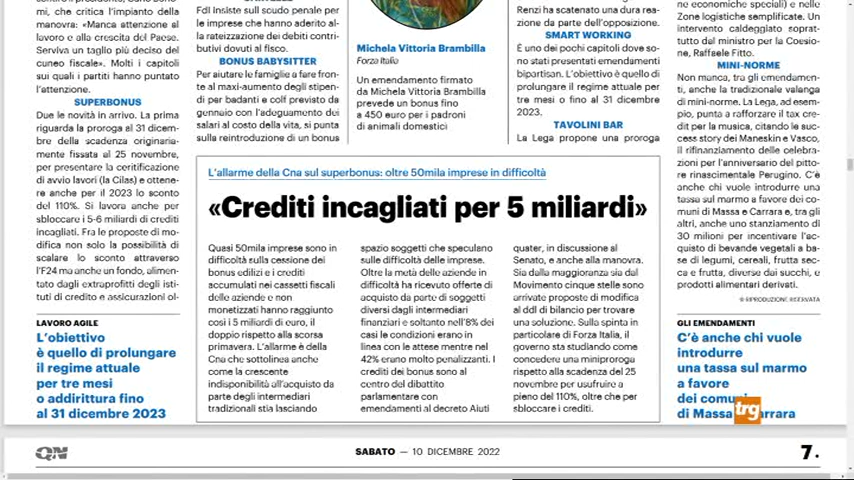 mi, che critica l'impianto della
manovra: «Manca attenzione al
lavoro e alla crescita del Paese.
Serviva un taglio più deciso del
cuneo fiscale». Molti i capitoli
sui quali i partiti hanno puntato
l'attenzione.
SUPERBONUS
Due le novità in arrivo. La prima
riguarda la proroga al 31 dicem-
bre della scadenza originaria-
mente fissata al 25 novembre,
per presentare la certificazione
di avvio lavori (la Cilas) e ottene-
re anche per il 2023 lo sconto
del 110%. Si lavora anche per
sbloccare i 5-6 miliardi di crediti
incagliati. Fra le proposte di mo-
difica non solo la possibilità di
scalare lo sconto attraverso
l'F24 ma anche un fondo, alimen-
tato dagli extraprofitti degli isti-
tuti di credito e assicurazioni ol-
LAVORO AGILE
L'obiettivo
è quello di prolungare
il regime attuale
per tre mesi
o addirittura fino
al 31 dicembre 2023
FdI insiste sullo scudo penale per
le imprese che hanno aderito al-
la rateizzazione dei debiti contri-
butivi dovuti al fisco.
BONUS BABYSITTER
Per aiutare le famiglie a fare fron-
te al maxi-aumento degli stipen-
di per badanti e colf previsto da
gennaio con l'adeguamento dei
salari al costo della vita, si punta
sulla reintroduzione di un bonus
Michela Vittoria Brambilla
Forza Italia
Un emendamento firmato
da Michela Vittoria Brambilla
prevede un bonus fino
a 450 euro per i padroni
di animali domestici
Renzi ha scatenato una dura rea-
zione da parte dell'opposizione.
SMART WORKING
È uno dei pochi capitoli dove so-
no stati presentati emendamenti
bipartisan. L'obiettivo è quello di
prolungare il regime attuale per
tre mesi o fino al 31 dicembre
2023.
TAVOLINI BAR
La Lega propone una proroga
L'allarme della Cna sul superbonus: oltre 50mila imprese in difficoltà
«Crediti incagliati per 5 miliardi»
Quasi 50mila imprese sono in
difficoltà sulla cessione dei
bonus edilizi e i crediti
accumulati nei cassetti fiscali
delle aziende e non
monetizzati hanno raggiunto
così i 5 miliardi di euro, il
doppio rispetto alla scorsa
primavera. L'allarme è della
Cna che sottolinea anche
come la crescente
indisponibilità all'acquisto da
parte degli intermediari
tradizionali stia lasciando
spazio soggetti che speculano
sulle difficoltà delle imprese.
Oltre la metà delle aziende in
difficoltà ha ricevuto offerte di
acquisto da parte di soggetti
diversi dagli intermediari
finanziari e soltanto nell'8% dei
casi le condizioni erano in
linea con le attese mentre nel
42% erano molto penalizzanti. I
crediti dei bonus sono al
centro del dibattito
parlamentare con
emendamenti al decreto Aiuti
quater, in discussione al
Senato, e anche alla manovra.
Sia dalla maggioranza sia dal
Movimento cinque stelle sono
arrivate proposte di modifica
al ddl di bilancio per trovare
una soluzione. Sulla spinta in
particolare di Forza Italia, il
governo sta studiando come
concedere una miniproroga
rispetto alla scadenza del 25
novembre per usufruire a
pieno del 110%, oltre che per
sbloccare i crediti.
ne economiche speciali) e nelle
Zone logistiche semplificate. Un
intervento caldeggiato soprat-
tutto dal ministro per la Coesio-
ne, Raffaele Fitto.
MINI-NORME
Non manca, tra gli emendamen-
ti, anche la tradizionale valanga
di mini-norme. La Lega, ad esem-
pio, punta a rafforzare il tax cre-
dit per la musica, citando le suc-
cess story dei Maneskin e Vasco,
il rifinanziamento delle celebra-
zioni per l'anniversario del pitto-
re rinascimentale Perugino. C'è
anche chi vuole introdurre una
tassa sul marmo a favore dei co-
muni di Massa e Carrara e, tra gli
altri, anche uno stanziamento di
30 milioni per incentivare l'ac-
quisto di bevande vegetali a ba-
se di legumi, cereali, frutta sec-
ca e frutta, diverse dai succhi, e
prodotti alimentari derivati.
© RIPRODUZIONE RISERVATA
GLI EMENDAMENTI
C'è anche chi vuole
introdurre
una tassa sul marmo
a favore
dei comu
di Massa arrara
trg
QN
SABATO — 10 DICEMBRE 2022
7.